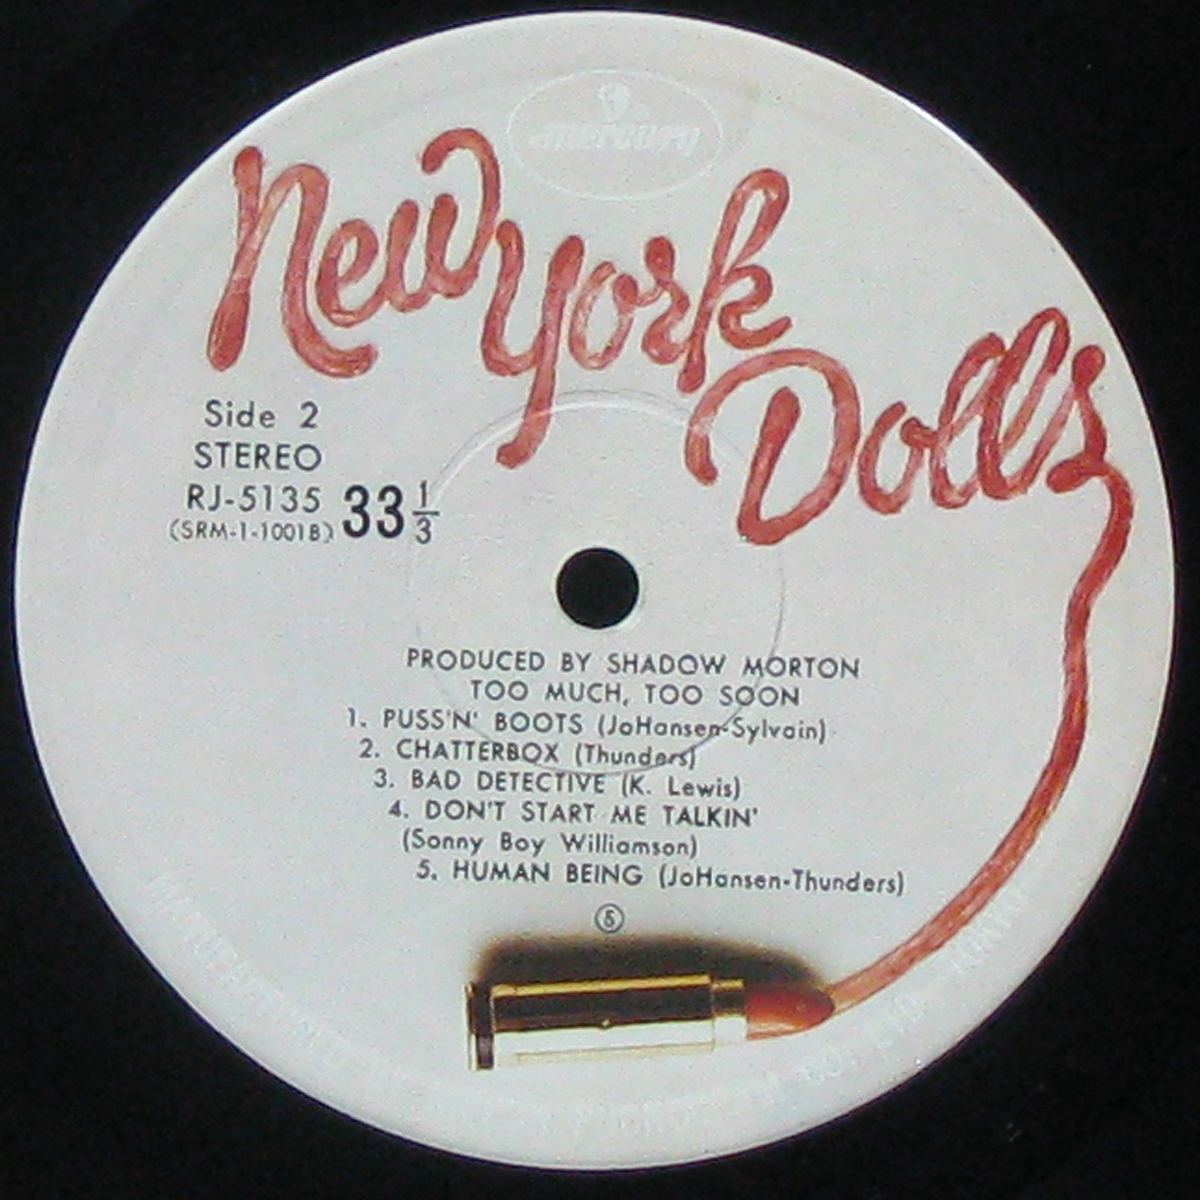 mercury
New York
Dolls
Side 2
STEREO
RJ-5135
(SRM-1-1001B)
33 1/3
PRODUCED BY SHADOW MORTON
TOO MUCH, TOO SOON
1. PUSS'N' BOOTS (JoHansen-Sylvain)
2. CHATTERBOX (Thunders)
3. BAD DETECTIVE (K. Lewis)
4. DON'T START ME TALKIN'
(Sonny Boy Williamson)
5. HUMAN BEING (JoHansen-Thunders)